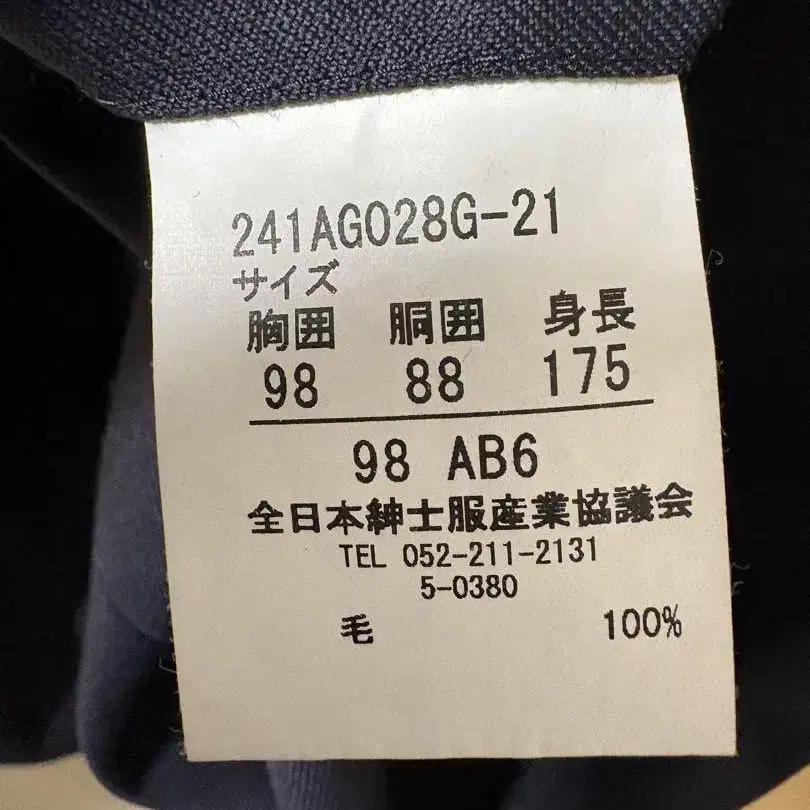 241AG028G-21
サイズ
胸囲 胴囲 身長
98 88 175
98 AB6
全日本紳士服産業協議会
TEL 052-211-2131
5-0380
毛 100%